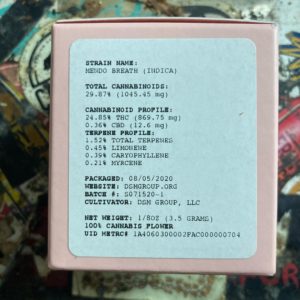 STRAIN NAME:
MENDO BREATH (INDICA)
TOTAL CANNABINOIDS:
29.87% (1045.45 mg)
CANNABINOID PROFILE:
24.85% THC (869.75 mg)
0.36% CBD (12.6 mg)
TERPENE PROFILE:
1.52% TOTAL TERPENES
0.45% LIMONENE
0.39% CARYOPHYLLENE
0.21% MYRCENE
PACKAGED: 08/05/2020
WEBSITE: DSMGROUP.ORG
BATCH #: S071520-1
CULTIVATOR: DSM GROUP, LLC
NET WEIGHT: 1/8OZ (3.5 GRAMS)
100% CANNABIS FLOWER
UID METRC# 1A4060300002FAC000000704